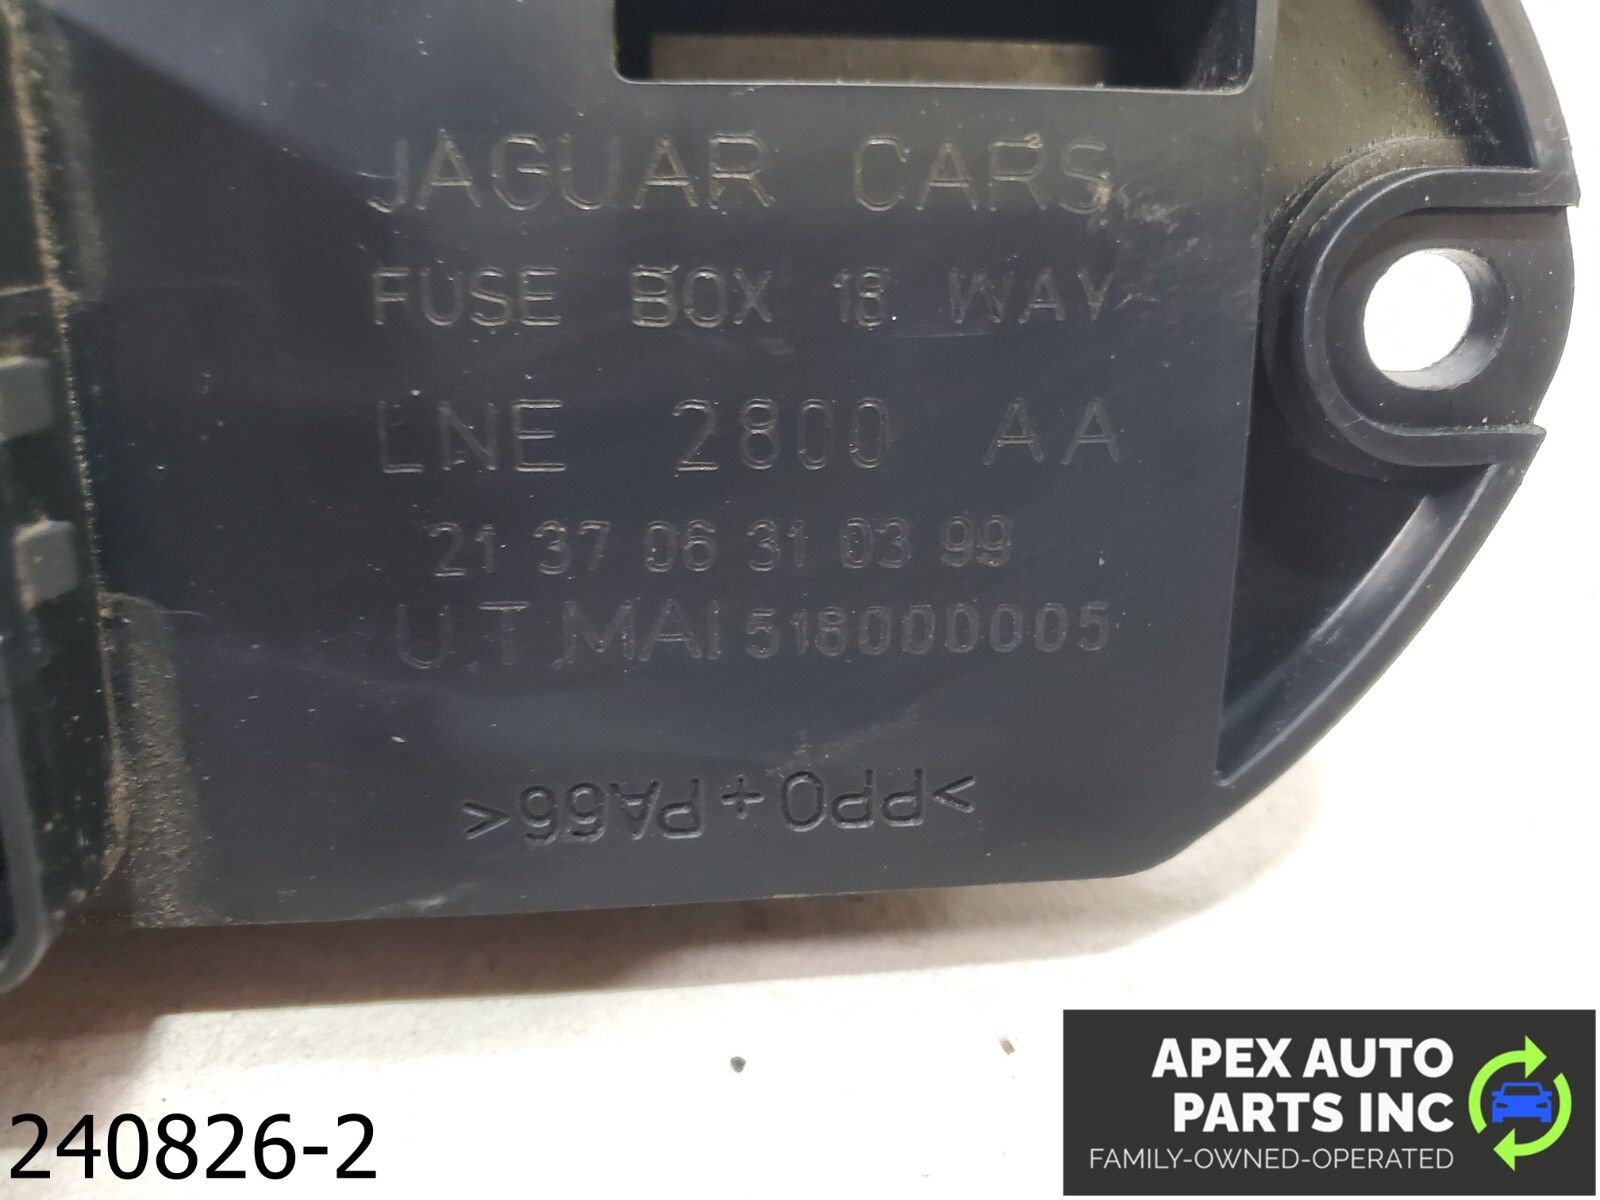 JAGUAR CARS
FUSE BOX 18 WAY
LNE 2800 AA
21 37 06 31 03 99
U.T.MAI 518000005
>PPO+PA66<
240826-2
APEX AUTO
PARTS INC
FAMILY-OWNED-OPERATED